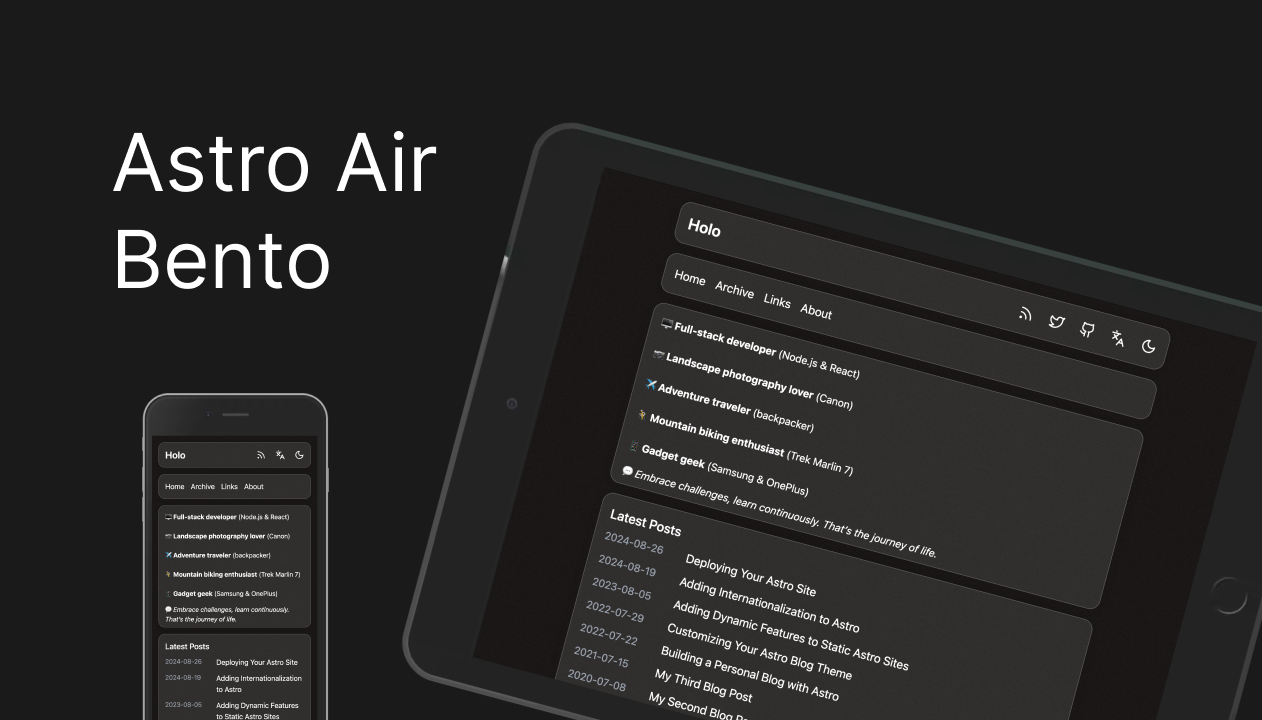 Astro Air
Bento
Holo
Home Archive Links About
Full-stack developer (Node.js & React)
Landscape photography lover (Canon)
Adventure traveler (backpacker)
Mountain biking enthusiast (Trek Marlin 7)
Gadget geek (Samsung & OnePlus)
Embrace challenges, learn continuously.
That's the journey of life.
Latest Posts
2024-08-26 Deploying Your Astro Site
2024-08-19 Adding Internationalization
to Astro
2023-08-05 Adding Dynamic Features
to Static Astro Sites
Holo
Home Archive Links About
Full-stack developer (Node.js & React)
Landscape photography lover (Canon)
Adventure traveler (backpacker)
Mountain biking enthusiast (Trek Marlin 7)
Gadget geek (Samsung & OnePlus)
Embrace challenges, learn continuously. That's the journey of life.
Latest Posts
2024-08-26 Deploying Your Astro Site
2024-08-19 Adding Internationalization to Astro
2023-08-05 Adding Dynamic Features to Static Astro Sites
2022-07-29 Customizing Your Astro Blog Theme
2022-07-22 Building a Personal Blog with Astro
2021-07-15 My Third Blog Post
2020-07-08 My Second Blog